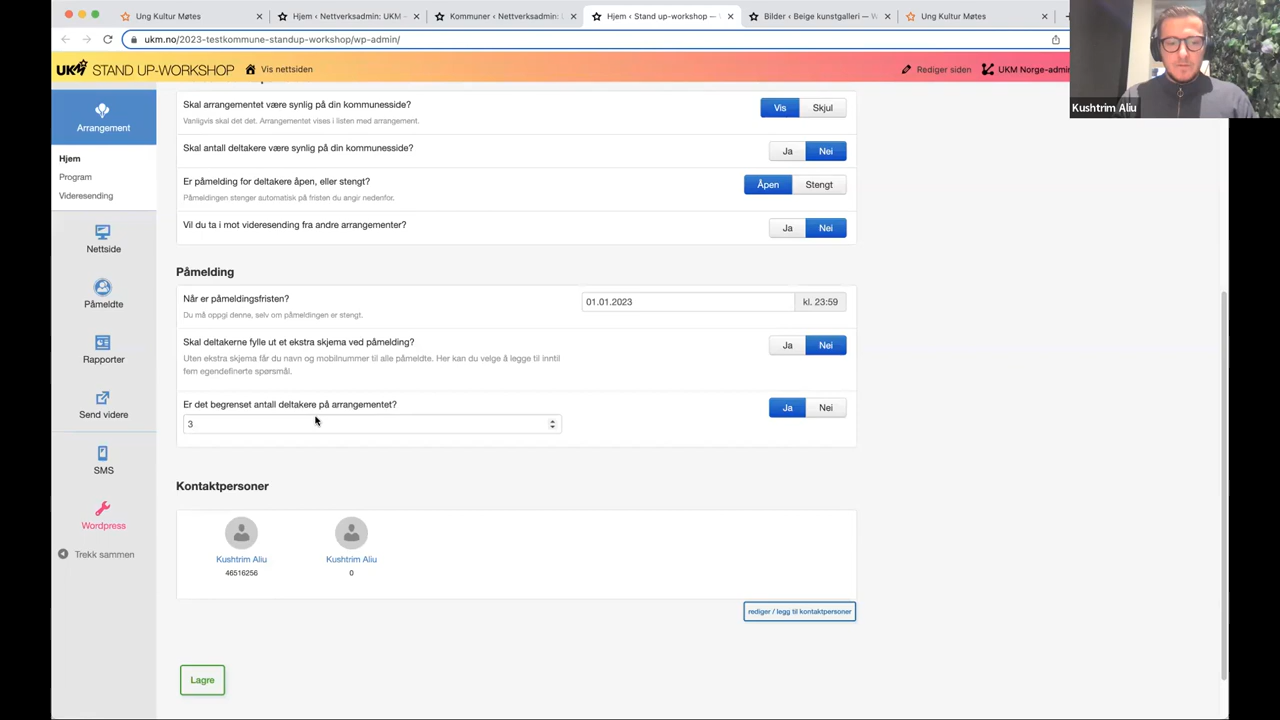 Ung Kultur Møtes
Hjem ‹ Nettverksadmin: UKM –
Kommuner ‹ Nettverksadmin:
Hjem ‹ Stand up-workshop —
Bilder ‹ Beige kunstgalleri — W
Ung Kultur Møtes
ukm.no/2023-testkommune-standup-workshop/wp-admin/
UKM STAND UP-WORKSHOP
Vis nettsiden
Rediger siden
UKM Norge-admin
Kushtrim Aliu
Arrangement
Hjem
Program
Videresending
Nettside
Påmeldte
Rapporter
Send videre
SMS
Wordpress
Trekk sammen
Skal arrangementet være synlig på din kommunesside?
Vanligvis skal det det. Arrangementet vises i listen med arrangement.
Vis
Skjul
Skal antall deltakere være synlig på din kommunesside?
Ja
Nei
Er påmelding for deltakere åpen, eller stengt?
Påmeldingen stenger automatisk på fristen du angir nedenfor.
Åpen
Stengt
Vil du ta i mot videresending fra andre arrangementer?
Ja
Nei
Påmelding
Når er påmeldingsfristen?
Du må oppgi denne, selv om påmeldingen er stengt.
01.01.2023
kl. 23:59
Skal deltakerne fylle ut et ekstra skjema ved påmelding?
Uten ekstra skjema får du navn og mobilnummer til alle påmeldte. Her kan du velge å legge til inntil
fem egendefinerte spørsmål.
Ja
Nei
Er det begrenset antall deltakere på arrangementet?
3
Ja
Nei
Kontaktpersoner
Kushtrim Aliu
46516256
Kushtrim Aliu
0
rediger / legg til kontaktpersoner
Lagre